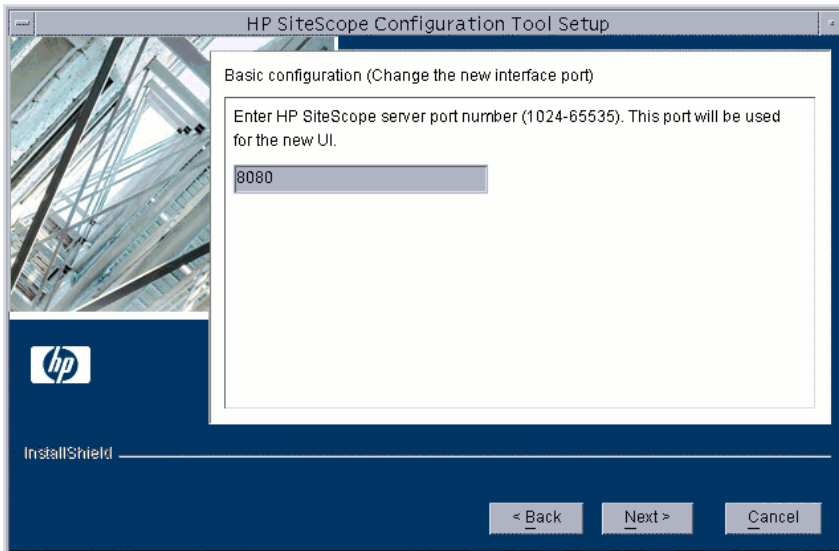 HP SiteScope Configuration Tool Setup
Basic configuration (Change the new interface port)
Enter HP SiteScope server port number (1024-65535). This port will be used
for the new UI.
8080
hp
InstallShield
< Back Next > Cancel